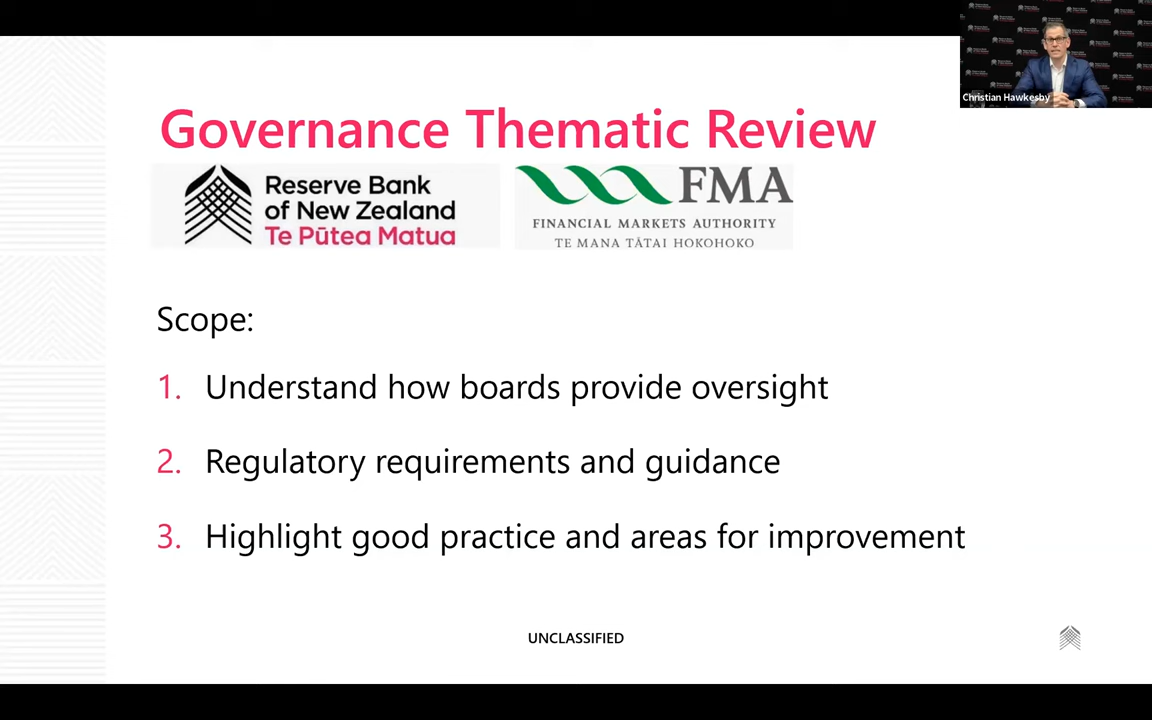 Governance Thematic Review
Reserve Bank
of New Zealand
Te Pūtea Matua
FMA
FINANCIAL MARKETS AUTHORITY
TE MANA TĀTAI HOKOHOKO
Christian Hawkesby
Scope:
1. Understand how boards provide oversight
2. Regulatory requirements and guidance
3. Highlight good practice and areas for improvement
UNCLASSIFIED